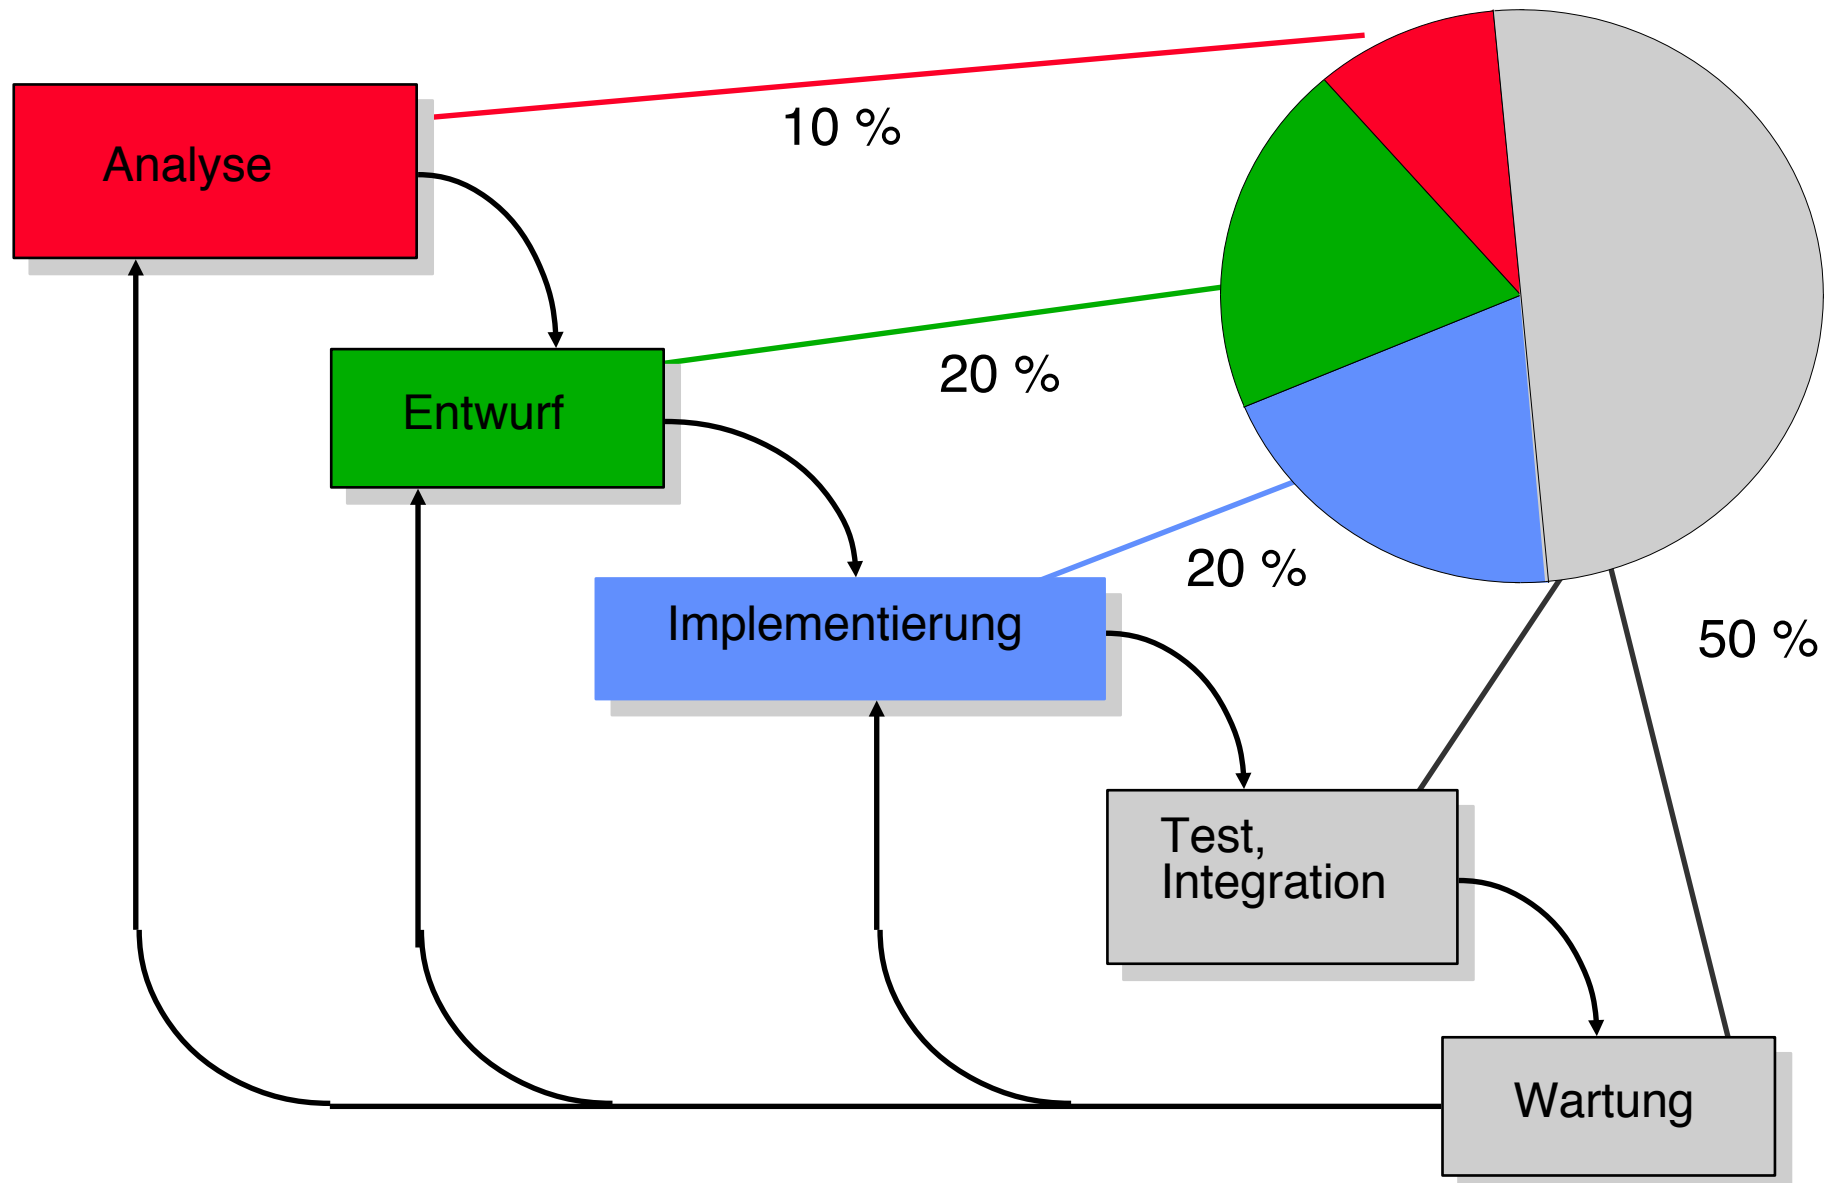 10 %
Analyse
20 %
Entwurf
20 %
Implementierung
50 %
Test,
Integration
Wartung